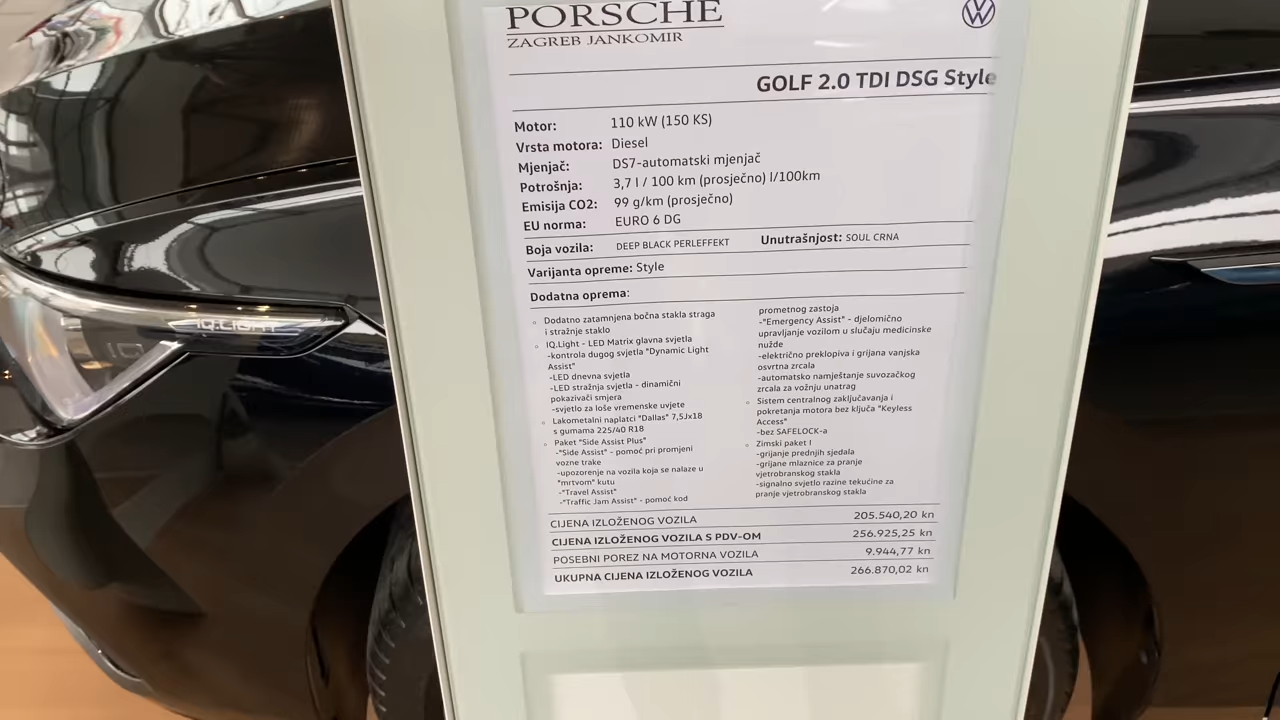 PORSCHE
ZAGREB JANKOMIR
GOLF 2.0 TDI DSG Style
Motor: 110 kW (150 KS)
Vrsta motora: Diesel
Mjenjač: DS7-automatski mjenjač
Potrošnja: 3,7 l / 100 km (prosječno) l/100km
Emisija CO2: 99 g/km (prosječno)
EU norma: EURO 6 DG
Boja vozila: DEEP BLACK PERLEFFEKT Unutrašnjost: SOUL CRNA
Varijanta opreme: Style
Dodatna oprema:
Dodatno zatamnjena bočna stakla straga
i stražnje staklo
IQ.Light - LED Matrix glavna svjetla
-kontrola dugog svjetla "Dynamic Light
Assist"
-LED dnevna svjetla
-LED stražnja svjetla - dinamični
pokazivači smjera
-svjetlo za loše vremenske uvjete
Lakometalni naplatci "Dallas" 7,5Jx18
s gumama 225/40 R18
Paket "Side Assist Plus"
-"Side Assist" - pomoć pri promjeni
vozne trake
-upozorenje na vozila koja se nalaze u
"mrtvom" kutu
-"Travel Assist"
-"Traffic Jam Assist" - pomoć kod
prometnog zastoja
-"Emergency Assist" - djelomično
upravljanje vozilom u slučaju medicinske
nužde
-električno preklopiva i grijana vanjska
osvrtna zrcala
-automatsko namještanje suvozačkog
zrcala za vožnju unatrag
Sistem centralnog zaključavanja i
pokretanja motora bez ključa "Keyless
Access"
-bez SAFELOCK-a
Zimski paket I
-grijanje prednjih sjedala
-grijane mlaznice za pranje
vjetrobranskog stakla
-signalno svjetlo razine tekućine za
pranje vjetrobranskog stakla
CIJENA IZLOŽENOG VOZILA 205.540,20 kn
CIJENA IZLOŽENOG VOZILA S PDV-OM 256.925,25 kn
POSEBNI POREZ NA MOTORNA VOZILA 9.944,77 kn
UKUPNA CIJENA IZLOŽENOG VOZILA 266.870,02 kn
IQ.LIGHT